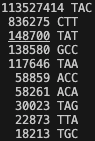 113527414 TAC
836275 CTT
148700 TAT
138580 GCC
117646 TAA
58859 ACC
58261 ACA
30023 TAG
22873 TTA
18213 TGC